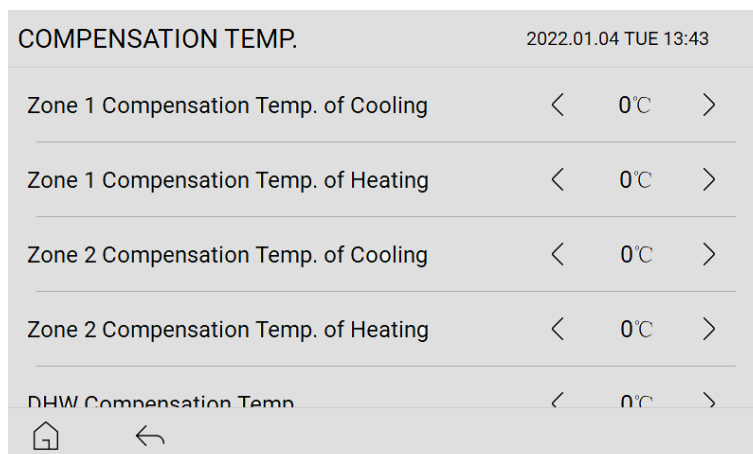 COMPENSATION TEMP. 2022.01.04 TUE 13:43
Zone 1 Compensation Temp. of Cooling 0℃
Zone 1 Compensation Temp. of Heating 0℃
Zone 2 Compensation Temp. of Cooling 0℃
Zone 2 Compensation Temp. of Heating 0℃
DHW Compensation Temp 0℃